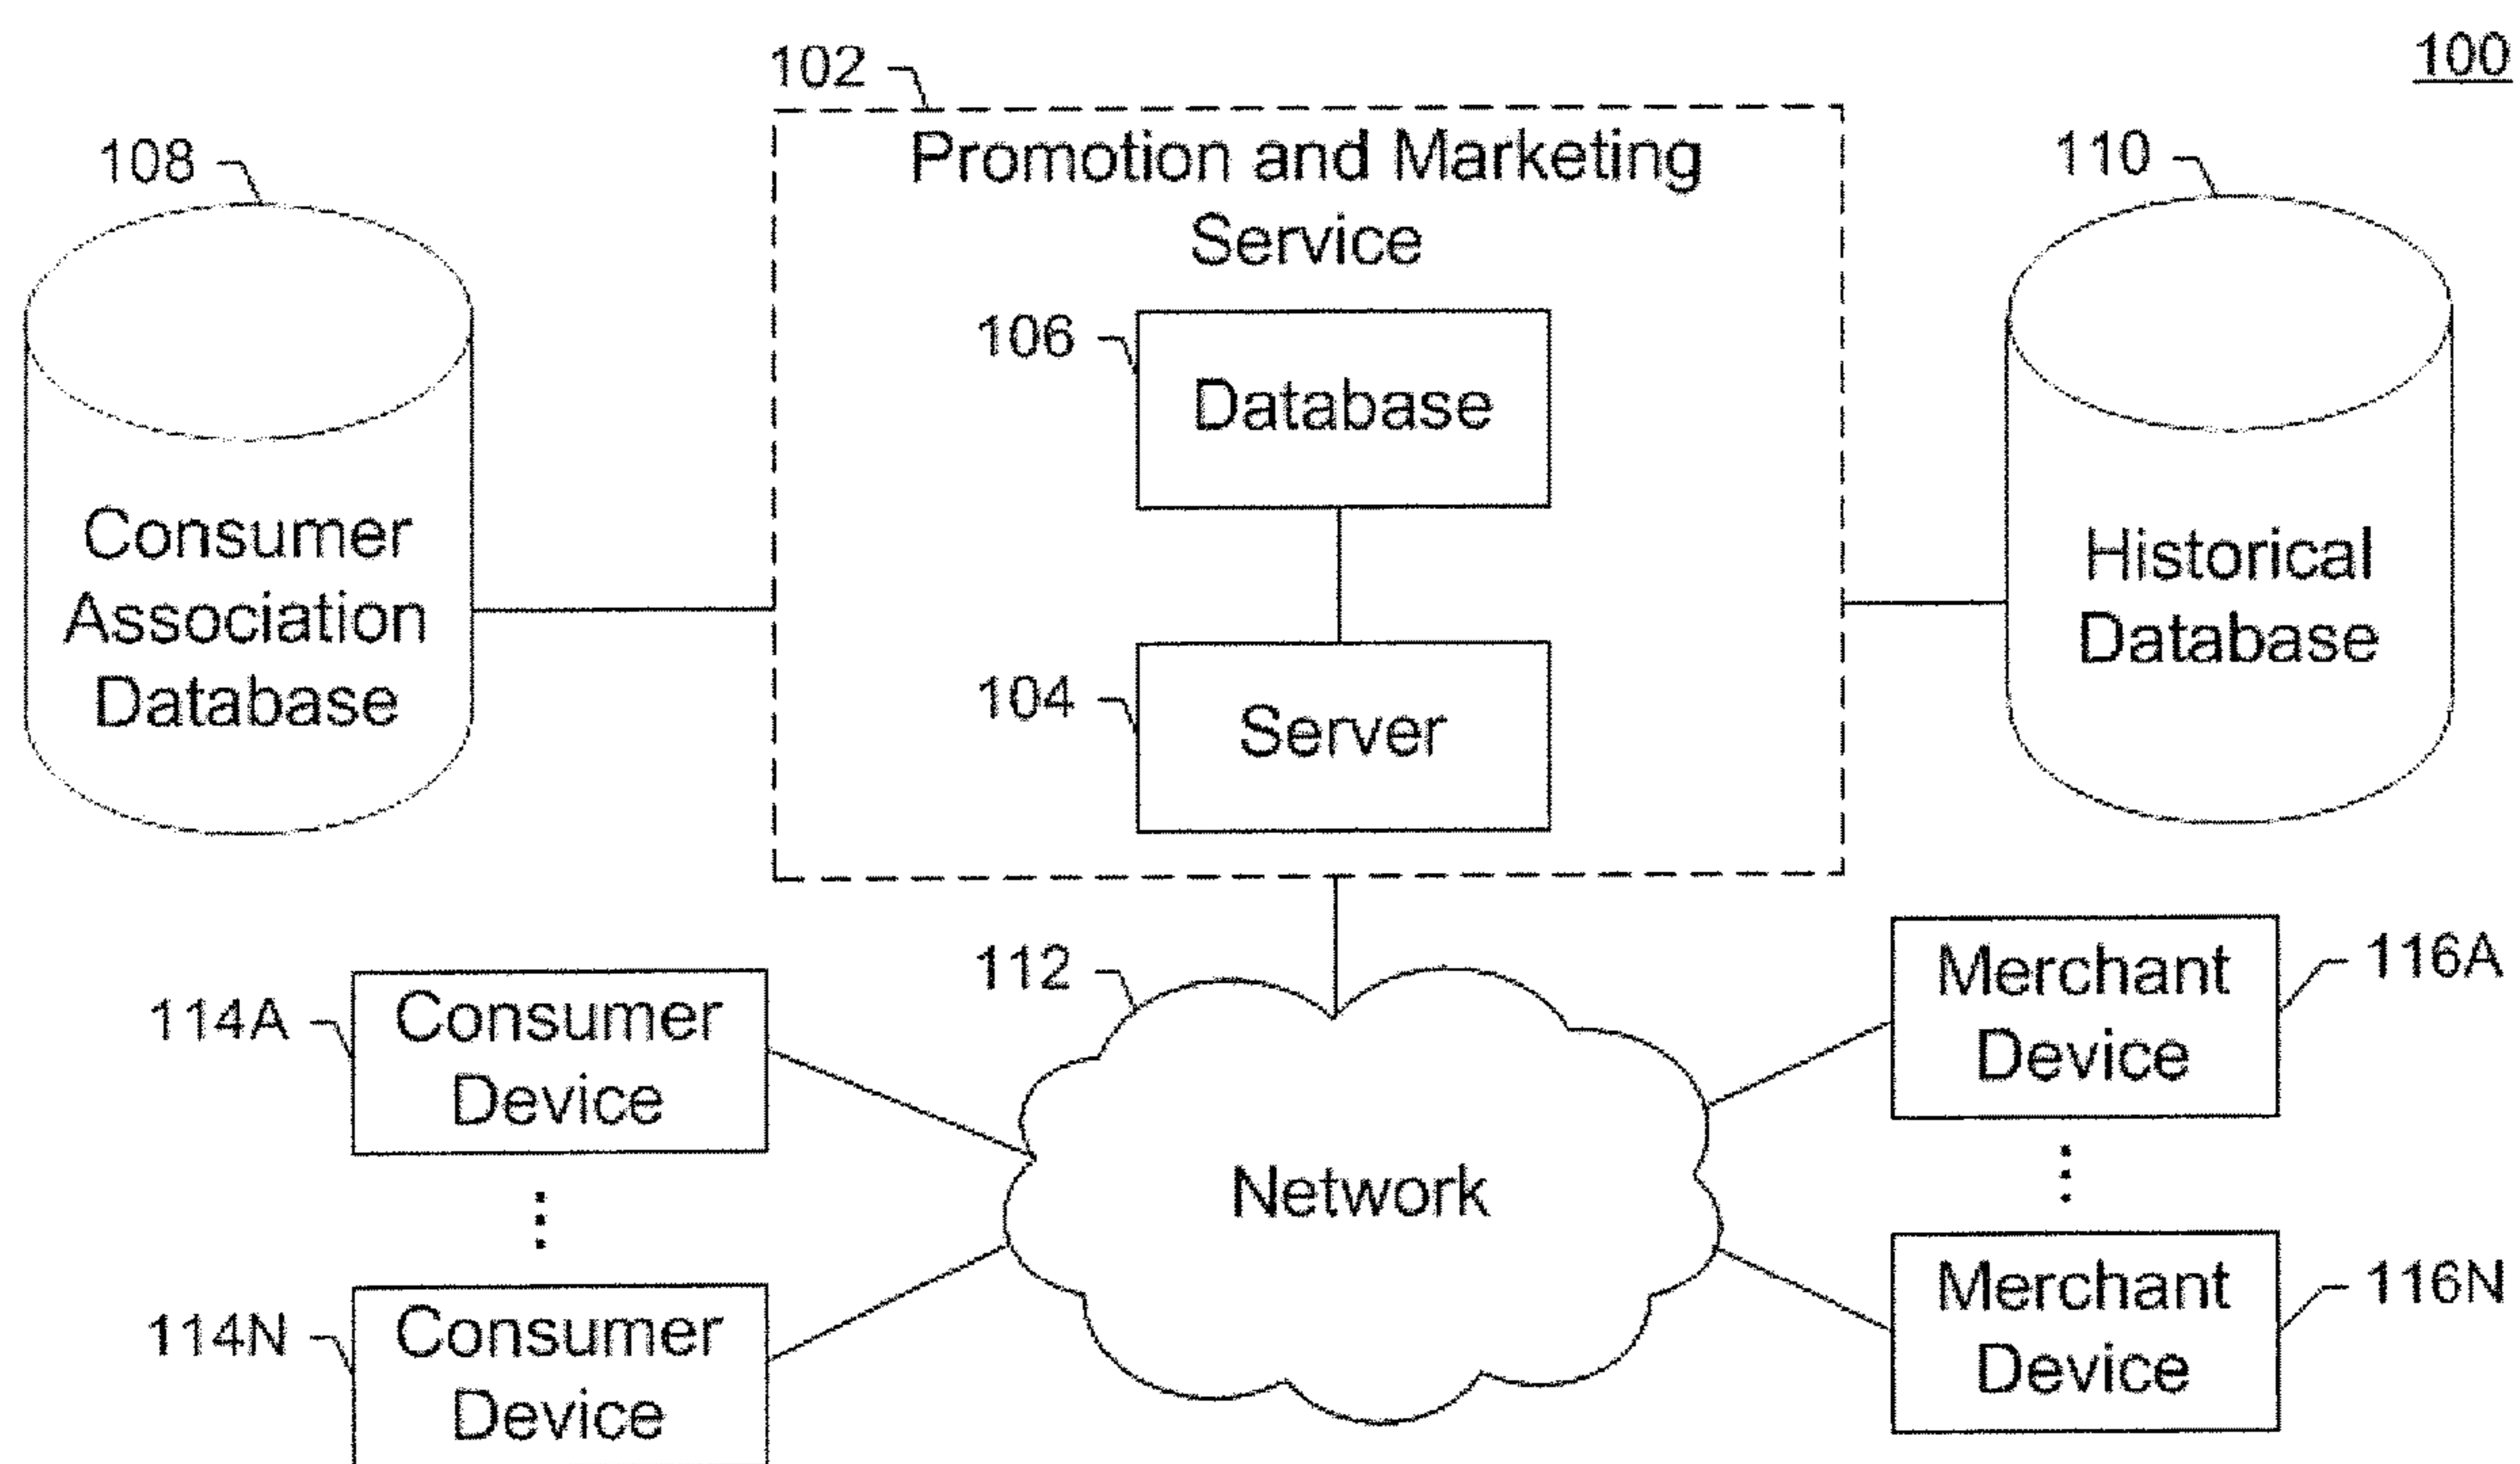 100
102
Promotion and Marketing
Service
108
110
106
Database
Consumer
Association
Database
Historical
Database
104
Server
112
114A
Consumer
Device
Merchant
Device
116A
Network
114N
Consumer
Device
Merchant
Device
116N